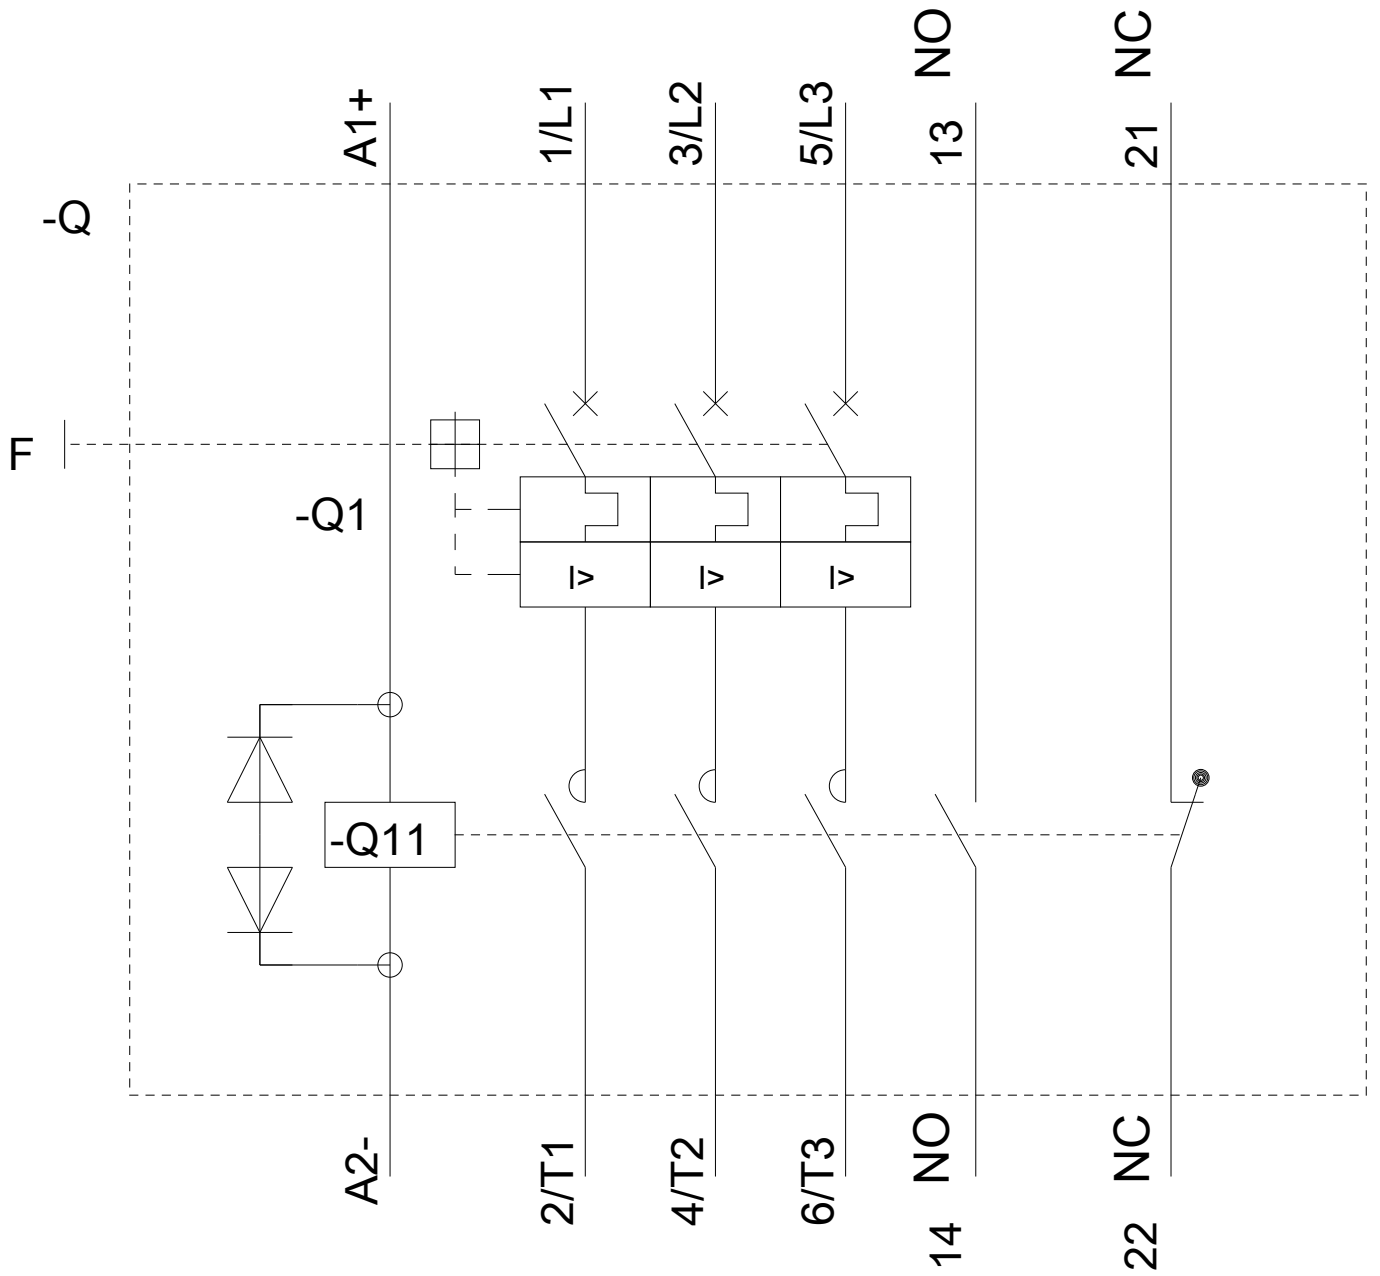 NO
NC
A1+
1/L1
3/L2
5/L3
13
21
-Q
F
-Q1
I>
I>
I>
-Q11
A2-
2/T1
4/T2
6/T3
NO
NC
14
22